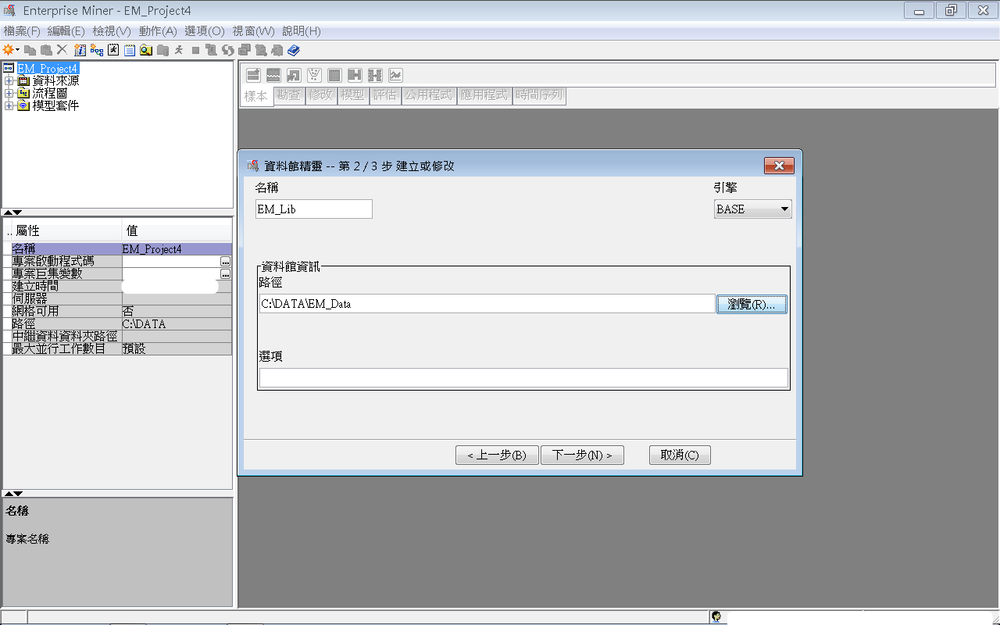 Enterprise Miner - EM_Project4
檔案(F) 編輯(E) 檢視(V) 動作(A) 選項(O) 視窗(W) 說明(H)
EM_Project4
資料來源
流程圖
模型套件
樣本 勘查 修改 模型 評估 公用程式 應用程式 時間序列
.. 屬性 值
名稱 EM_Project4
專案啟動程式碼
專案巨集變數
建立時間
伺服器
網格可用 否
路徑 C:\DATA
中繼資料資料夾路徑
最大並行工作數目 預設
名稱
專案名稱
資料館精靈 -- 第 2 / 3 步 建立或修改
名稱 引擎
EM_Lib BASE
資料館資訊
路徑
C:\DATA\EM_Data 瀏覽(R)...
選項
< 上一步(B) 下一步(N) > 取消(C)